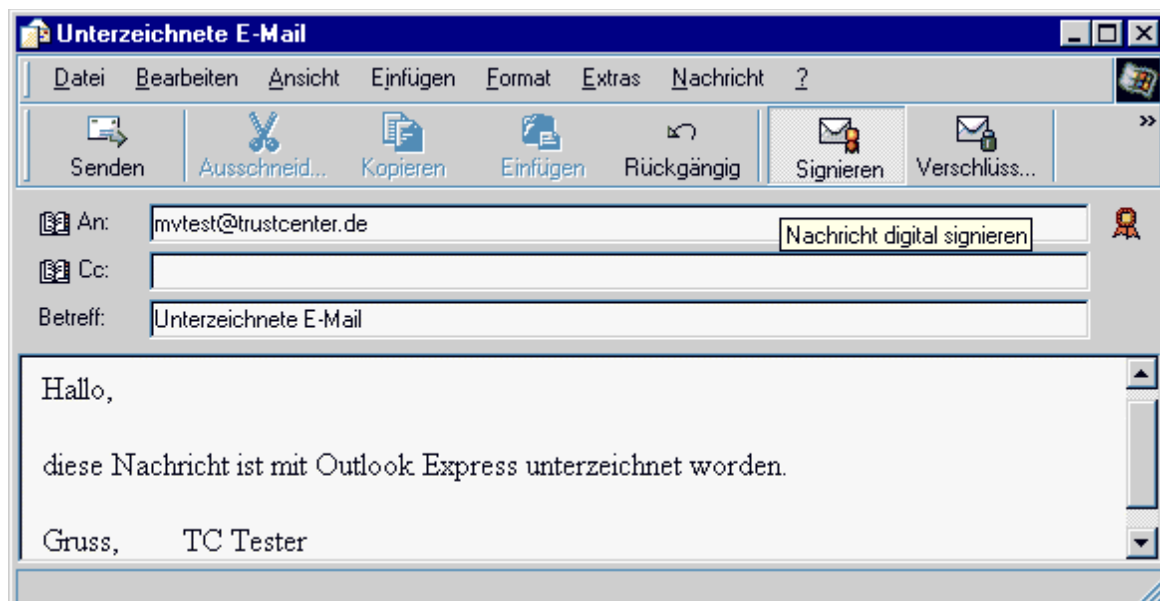 Unterzeichnete E-Mail
Datei Bearbeiten Ansicht Einfügen Format Extras Nachricht ?
Senden Ausschneid... Kopieren Einfügen Rückgängig Signieren Verschlüss... »
An: mvtest@trustcenter.de
Nachricht digital signieren
Cc:
Betreff: Unterzeichnete E-Mail
Hallo,
diese Nachricht ist mit Outlook Express unterzeichnet worden.
Gruss, TC Tester